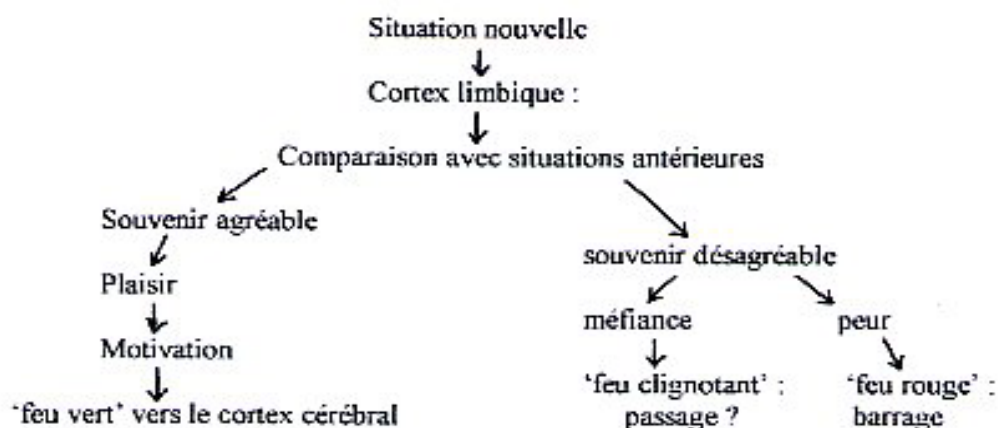 Situation nouvelle
Cortex limbique :
Comparaison avec situations antérieures
Souvenir agréable
souvenir désagréable
Plaisir
méfiance
peur
Motivation
'feu clignotant' :
passage ?
'feu rouge' :
barrage
'feu vert' vers le cortex cérébral